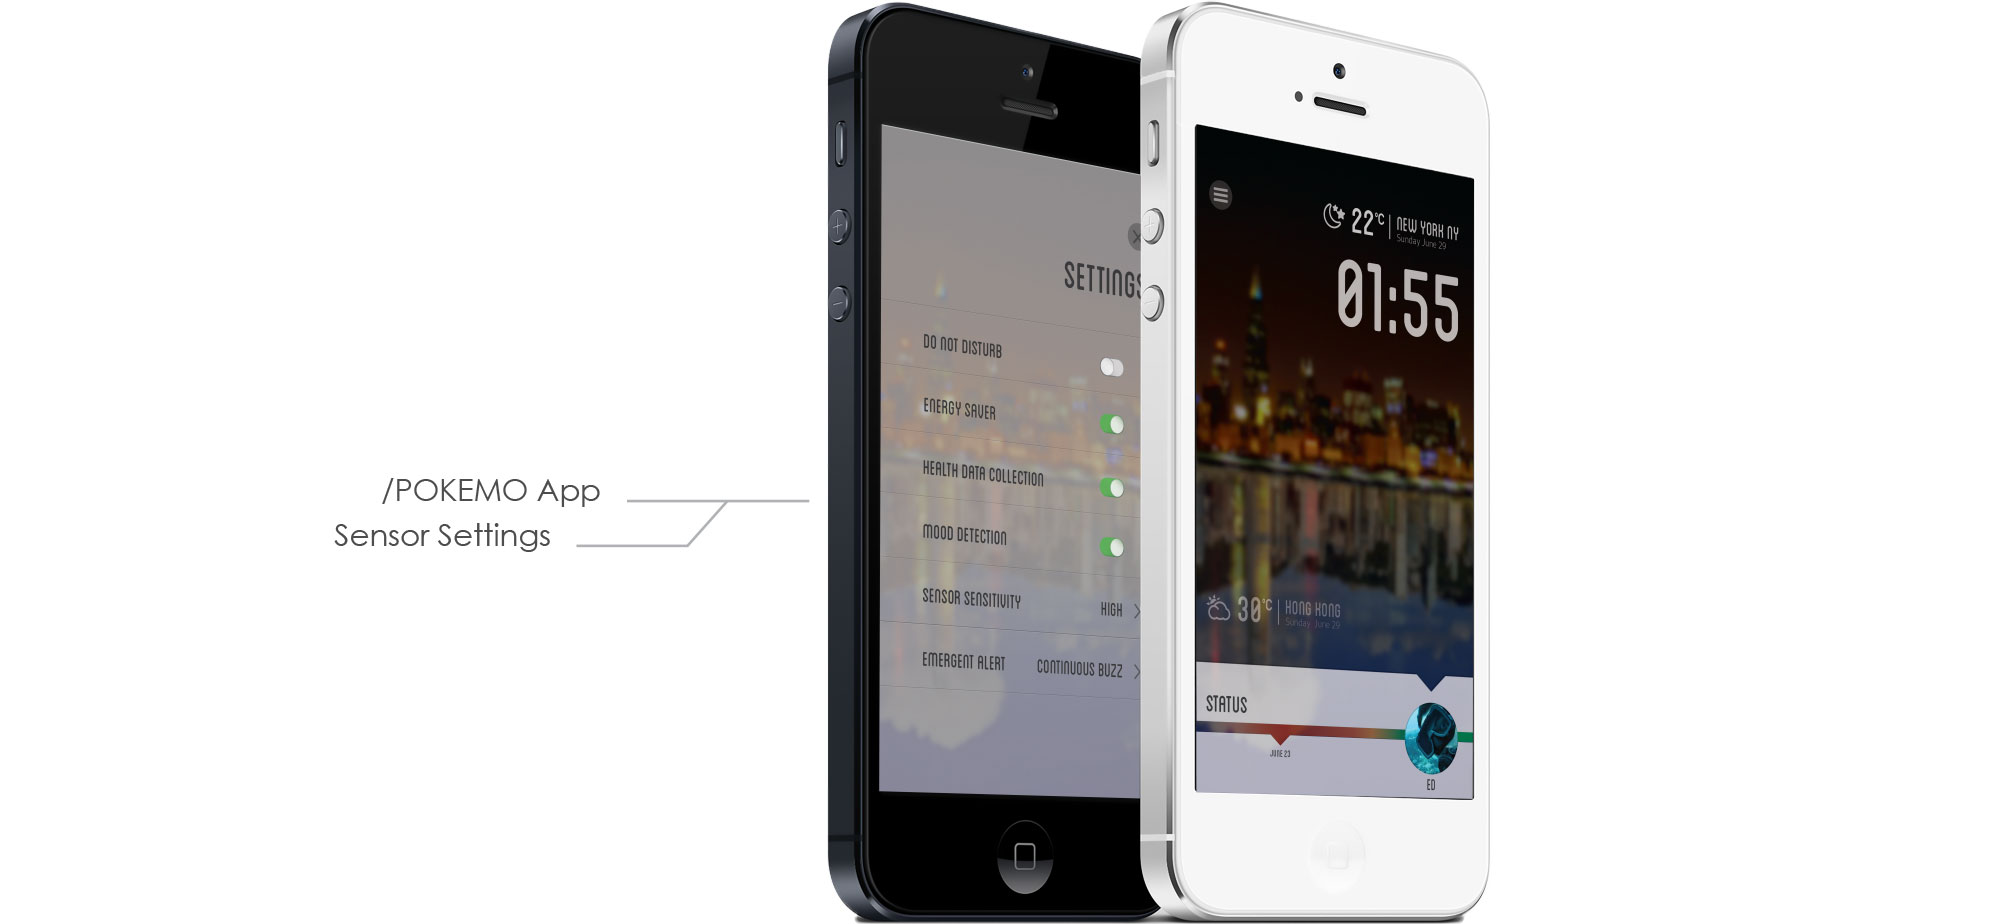 /POKEMO App
Sensor Settings
SETTINGS
DO NOT DISTURB
ENERGY SAVER
HEALTH DATA COLLECTION
MOOD DETECTION
SENSOR SENSITIVITY HIGH
EMERGENT ALERT CONTINUOUS BUZZ
22°C NEW YORK NY
Sunday June 29
01:55
30°C HONG KONG
Sunday June 29
STATUS
JUNE 23
ED